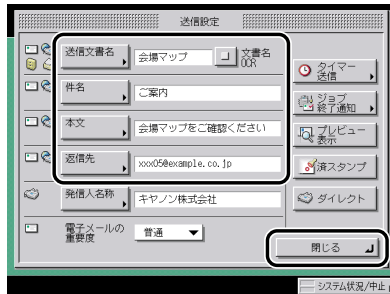 送信設定
送信文書名
会場マップ
文書名
OCR
件名
ご案内
本文
会場マップをご確認ください
返信先
xxx05@example.co.jp
発信人名称
キヤノン株式会社
電子メールの
重要度
普通
タイマー
送信
ジョブ
終了通知
プレビュー
表示
済スタンプ
ダイレクト
閉じる
システム状況/中止